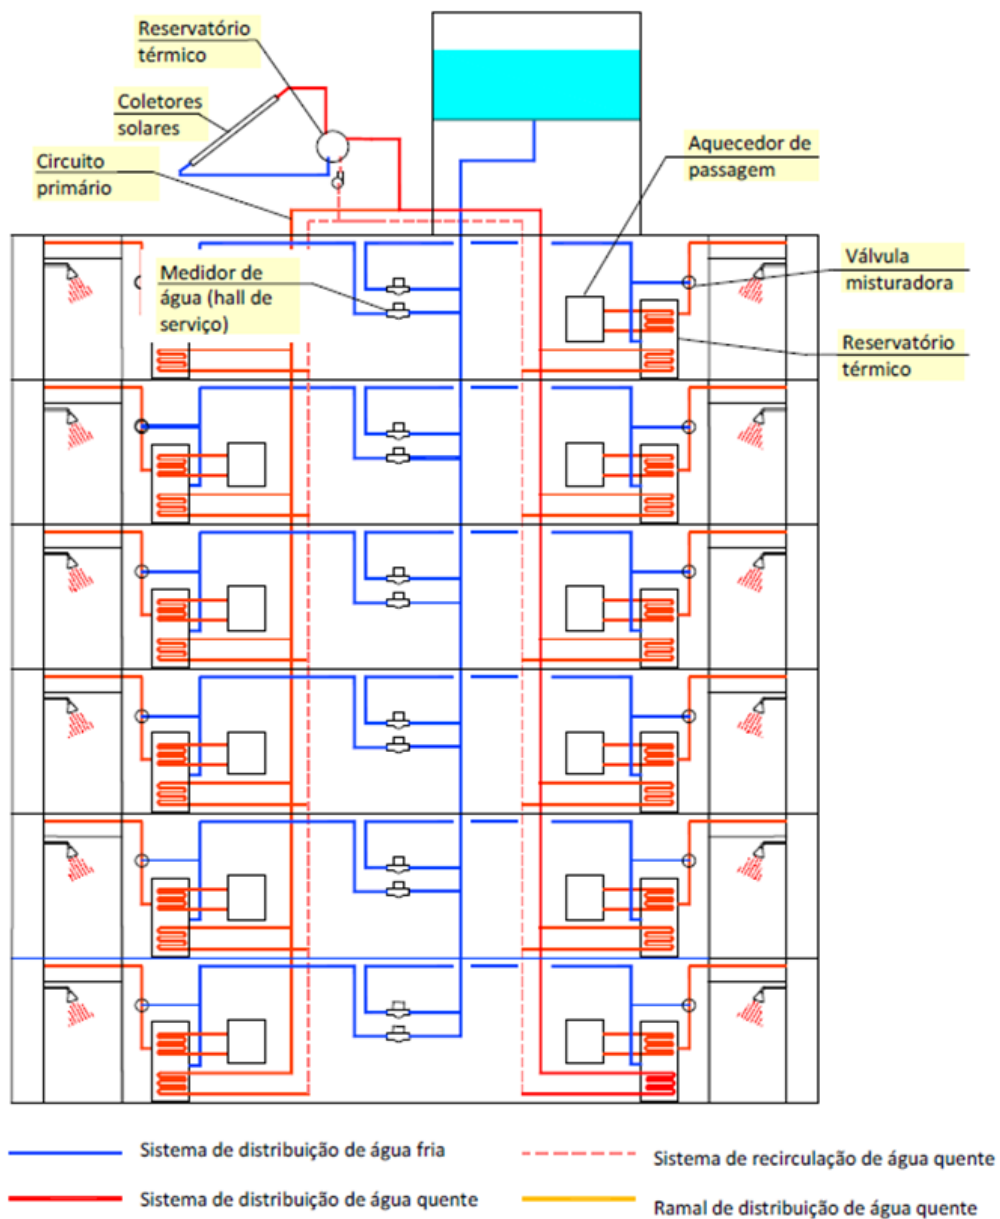 Reservatório
térmico
Coletores
solares
Circuito
primário
Aquecedor de
passagem
Medidor de
água (hall de
serviço)
Válvula
misturadora
Reservatório
térmico
Sistema de distribuição de água fria
Sistema de recirculação de água quente
Sistema de distribuição de água quente
Ramal de distribuição de água quente